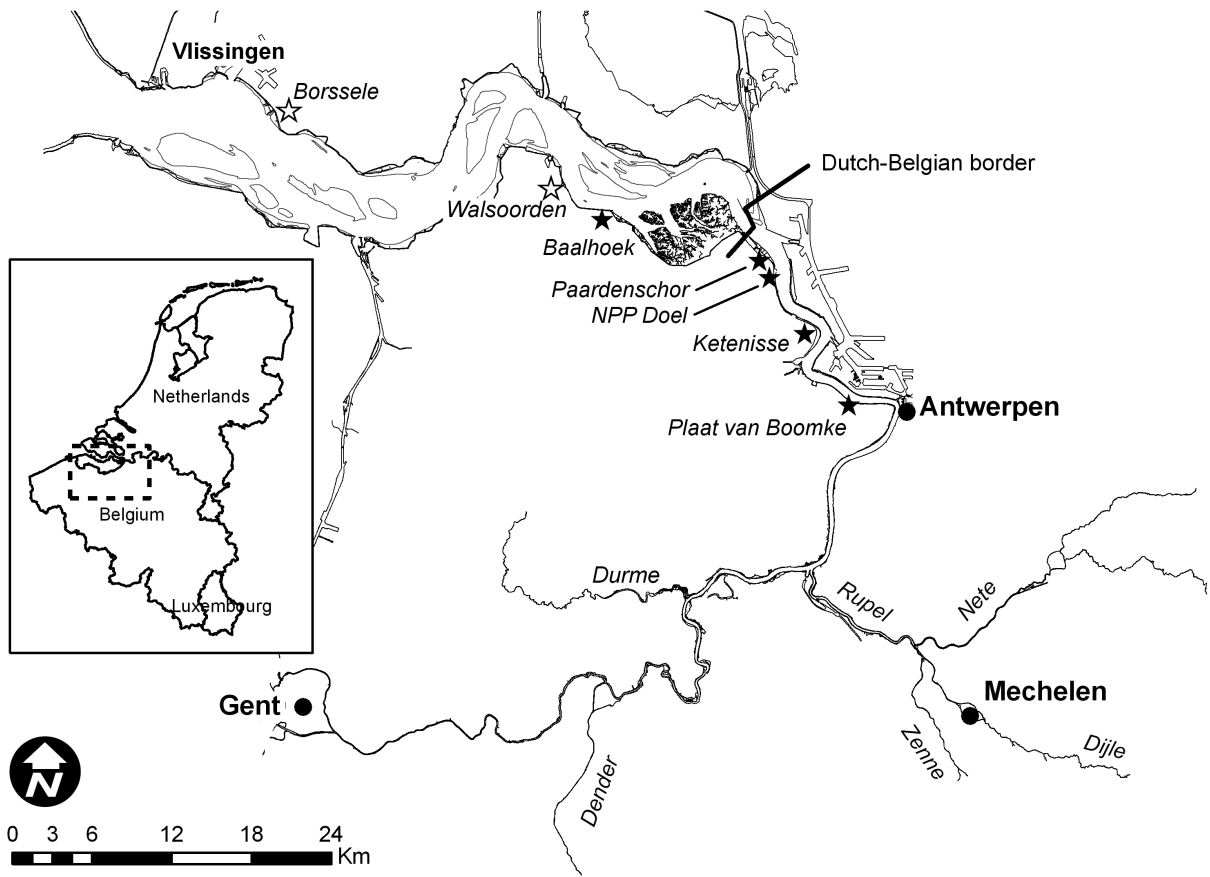 Vlissingen
Borssele
Dutch-Belgian border
Walsoorden
Baalhoek
Paardenschor
NPP Doel
Ketenisse
Antwerpen
Plaat van Boomke
Netherlands
Belgium
Luxembourg
Durme
Rupel
Nete
Gent
Mechelen
Zenne
Dijle
Dender
N
0 3 6 12 18 24
Km